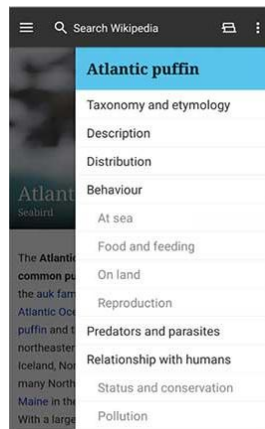 Search Wikipedia
Atlantic puffin
Taxonomy and etymology
Description
Distribution
Behaviour
At sea
Food and feeding
On land
Reproduction
Predators and parasites
Relationship with humans
Status and conservation
Pollution
Atlant
Seabird
The Atlantic
common pu
the auk fam
Atlantic Oce
puffin and t
northeaster
Iceland, Nor
many North
Maine in the
With a large